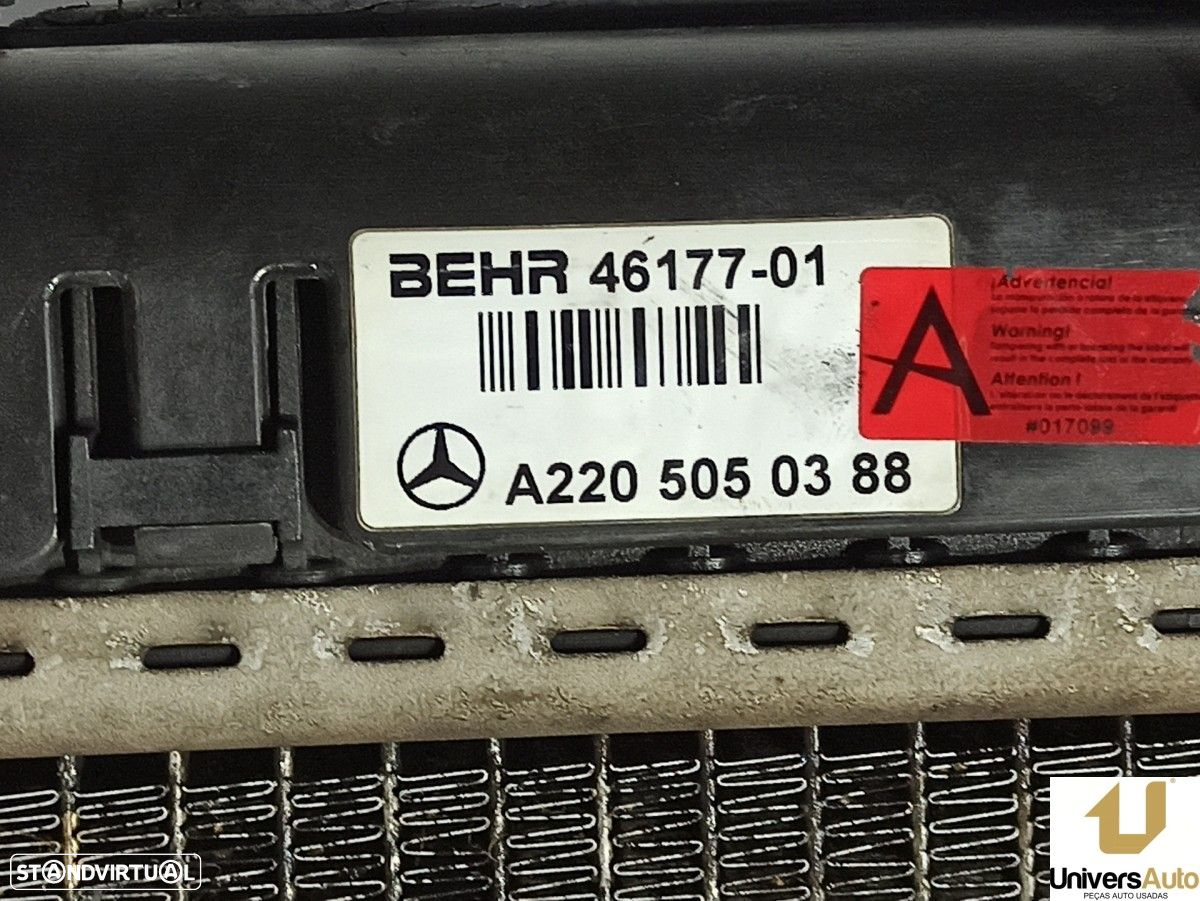 BEHR 46177-01
A220 505 03 88
¡Advertencia!
Warning!
Attention !
#017099
A
STANDVIRTUAL
UniversAuto
PEÇAS AUTO USADAS